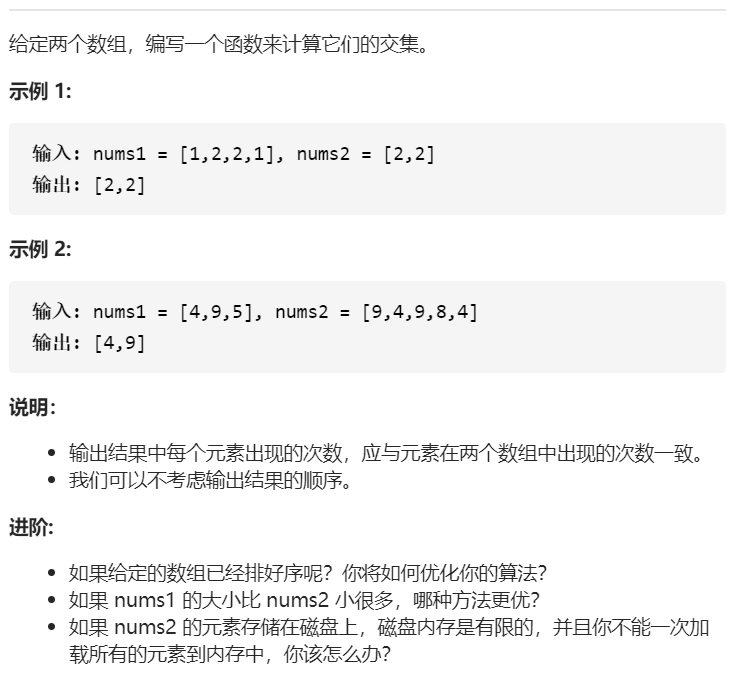 给定两个数组，编写一个函数来计算它们的交集。
示例 1:
输入：nums1 = [1,2,2,1], nums2 = [2,2]
输出：[2,2]
示例 2:
输入：nums1 = [4,9,5], nums2 = [9,4,9,8,4]
输出：[4,9]
说明：
输出结果中每个元素出现的次数，应与元素在两个数组中出现的次数一致。
我们可以不考虑输出结果的顺序。
进阶:
如果给定的数组已经排好序呢？你将如何优化你的算法？
如果 nums1 的大小比 nums2 小很多，哪种方法更优？
如果 nums2 的元素存储在磁盘上，磁盘内存是有限的，并且你不能一次加
载所有的元素到内存中，你该怎么办？